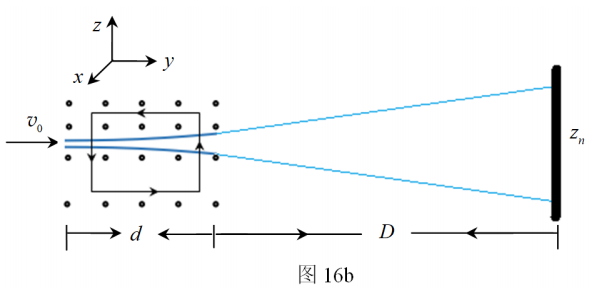 z
y
x
v₀
zₙ
d
D
图 16b